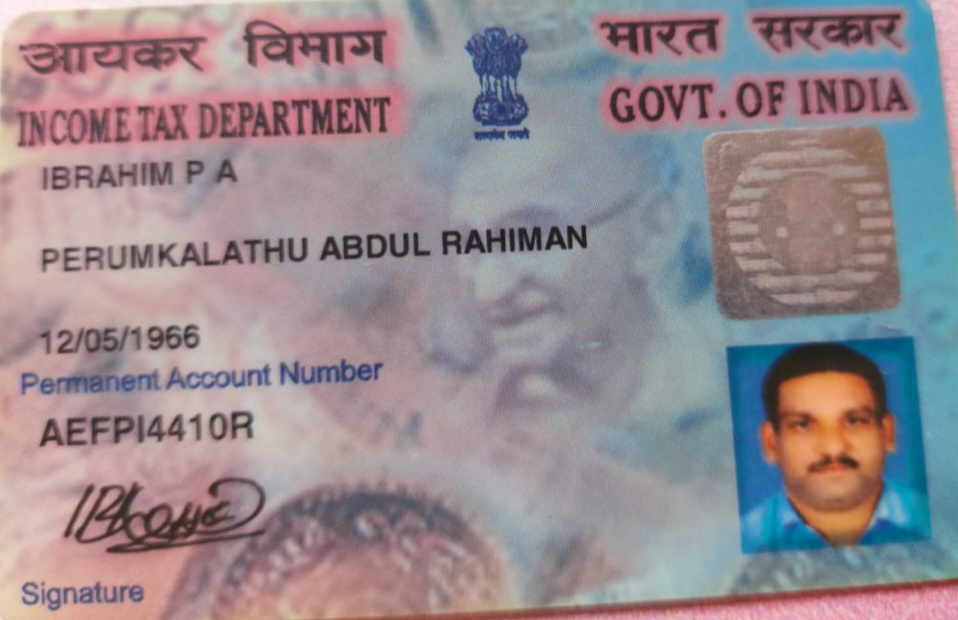 आयकर विभाग
INCOME TAX DEPARTMENT
भारत सरकार
GOVT. OF INDIA
सत्यमेव जयते
IBRAHIM P A
PERUMKALATHU ABDUL RAHIMAN
12/05/1966
Permanent Account Number
AEFPI4410R
Signature